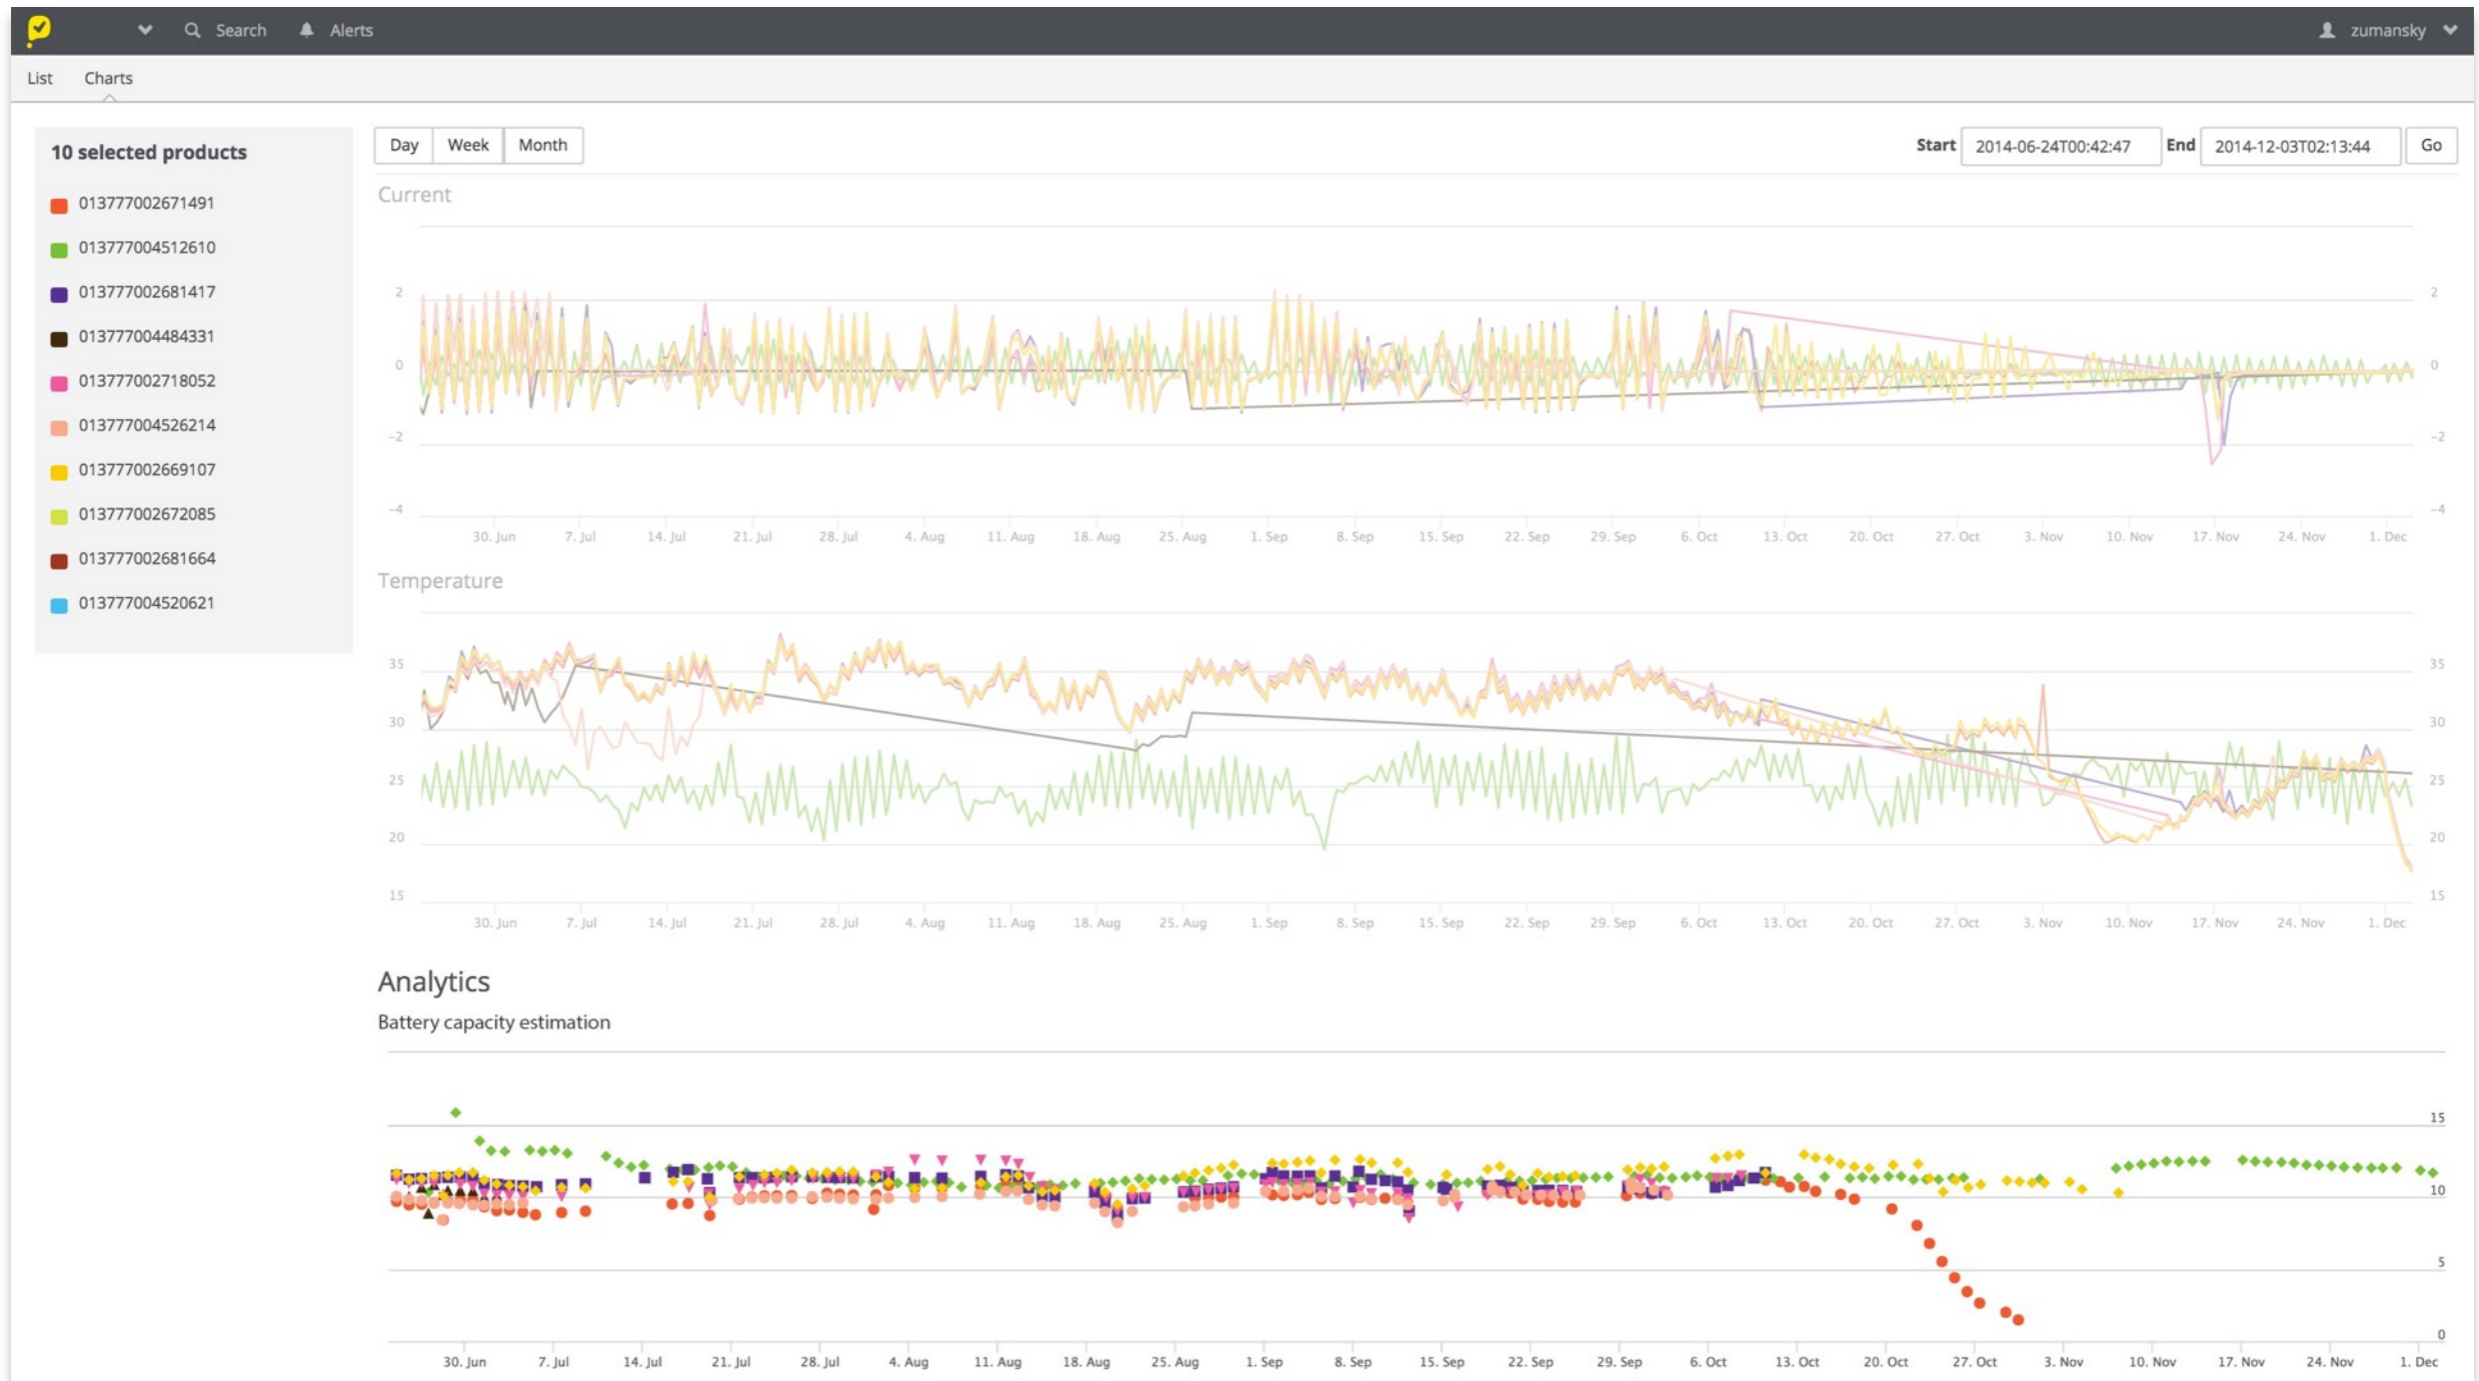 Search Alerts zumansky
List Charts
10 selected products
013777002671491
013777004512610
013777002681417
013777004484331
013777002718052
013777004526214
013777002669107
013777002672085
013777002681664
013777004520621
Day Week Month Start 2014-06-24T00:42:47 End 2014-12-03T02:13:44 Go
Current
2 2
0 0
−2 −2
−4 −4
30. Jun 7. Jul 14. Jul 21. Jul 28. Jul 4. Aug 11. Aug 18. Aug 25. Aug 1. Sep 8. Sep 15. Sep 22. Sep 29. Sep 6. Oct 13. Oct 20. Oct 27. Oct 3. Nov 10. Nov 17. Nov 24. Nov 1. Dec
Temperature
35 35
30 30
25 25
20 20
15 15
30. Jun 7. Jul 14. Jul 21. Jul 28. Jul 4. Aug 11. Aug 18. Aug 25. Aug 1. Sep 8. Sep 15. Sep 22. Sep 29. Sep 6. Oct 13. Oct 20. Oct 27. Oct 3. Nov 10. Nov 17. Nov 24. Nov 1. Dec
Analytics
Battery capacity estimation
15
10
5
0
30. Jun 7. Jul 14. Jul 21. Jul 28. Jul 4. Aug 11. Aug 18. Aug 25. Aug 1. Sep 8. Sep 15. Sep 22. Sep 29. Sep 6. Oct 13. Oct 20. Oct 27. Oct 3. Nov 10. Nov 17. Nov 24. Nov 1. Dec